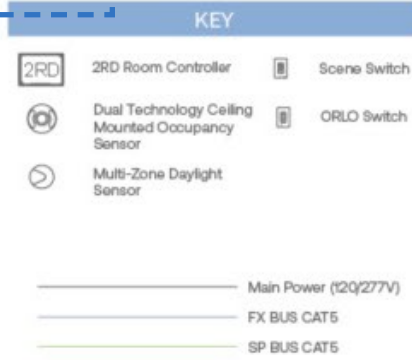 KEY
2RD 2RD Room Controller
Scene Switch
Dual Technology Ceiling
Mounted Occupancy
Sensor
ORLO Switch
Multi-Zone Daylight
Sensor
Main Power (120/277V)
FX BUS CAT5
SP BUS CAT5